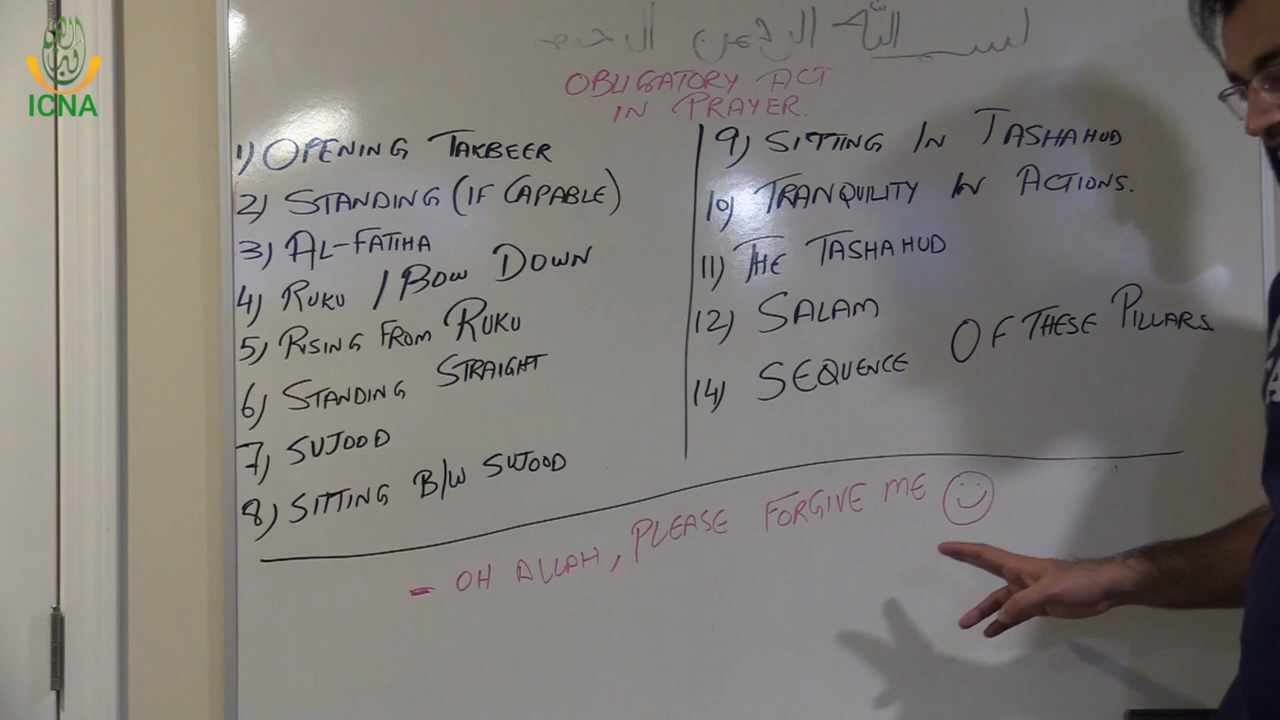 ICNA
بســـم اللّه الرحمن الرحيم
OBLIGATORY ACT
IN PRAYER.
1) OPENING TAKBEER
2) STANDING (IF CAPABLE)
3) AL-FATIHA
4) RUKU / BOW DOWN
5) RISING FROM RUKU
6) STANDING STRAIGHT
7) SUJOOD
8) SITTING B/W SUJOOD
9) SITTING IN TASHAHUD
10) TRANQUILITY IN ACTIONS.
11) THE TASHAHUD
12) SALAM
14) SEQUENCE OF THESE PILLARS
- OH ALLAH, PLEASE FORGIVE ME